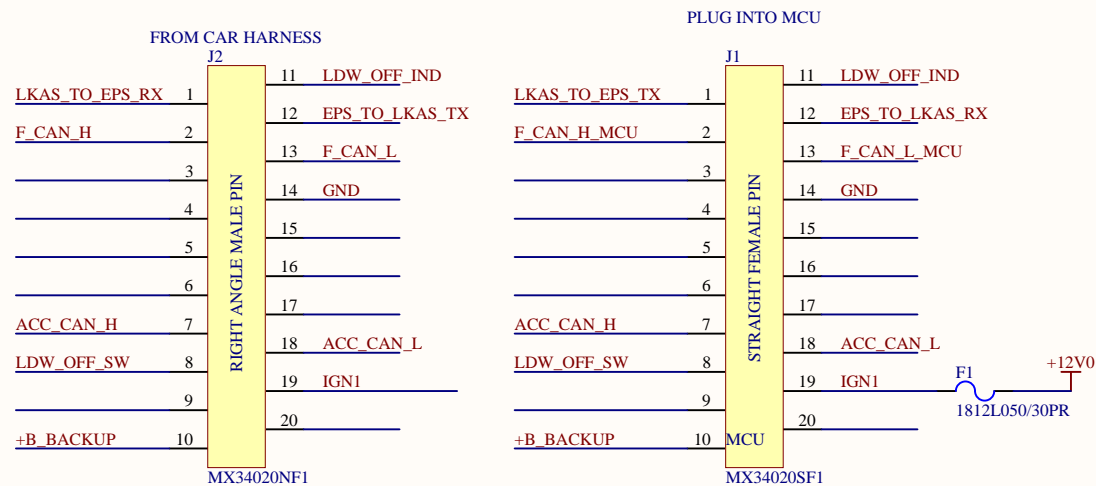 PLUG INTO MCU
FROM CAR HARNESS
J2
11 LDW_OFF_IND
LKAS_TO_EPS_RX 1
12 EPS_TO_LKAS_TX
F_CAN_H 2
13 F_CAN_L
3
14 GND
4
15
5
16
6
17
ACC_CAN_H 7
18 ACC_CAN_L
LDW_OFF_SW 8
19 IGN1
9
20
+B_BACKUP 10
RIGHT ANGLE MALE PIN
MX34020NF1
J1
11 LDW_OFF_IND
LKAS_TO_EPS_TX 1
12 EPS_TO_LKAS_RX
F_CAN_H_MCU 2
13 F_CAN_L_MCU
3
14 GND
4
15
5
16
6
17
ACC_CAN_H 7
18 ACC_CAN_L
LDW_OFF_SW 8
19 IGN1
9
20
+B_BACKUP 10 MCU
STRAIGHT FEMALE PIN
MX34020SF1
F1
+12V0
1812L050/30PR